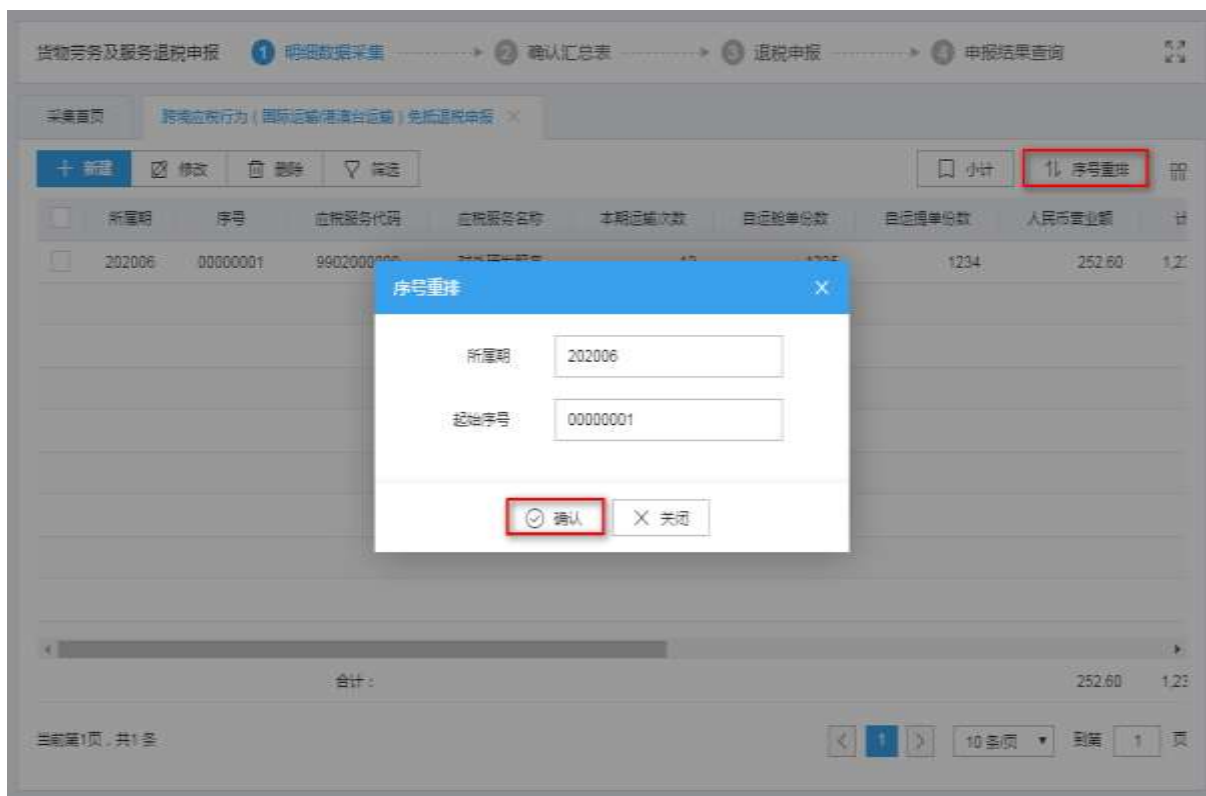 货物劳务及服务退税申报 1 明细数据采集 2 确认汇总表 3 退税申报 4 申报结果查询
采集首页 跨境应税行为（国际运输/港澳台运输）免抵退税申报
新建 修改 删除 筛选 小计 序号重排
所属期 序号 应税服务代码 应税服务名称 本期运输次数 自运舱单份数 自运提单份数 人民币营业额 计
202006 00000001 9902000000 1234 252.60 1,2
序号重排
所属期 202006
起始序号 00000001
确认 关闭
合计： 252.60 1,23
当前第1页，共1条 1 10条/页 到第 1 页